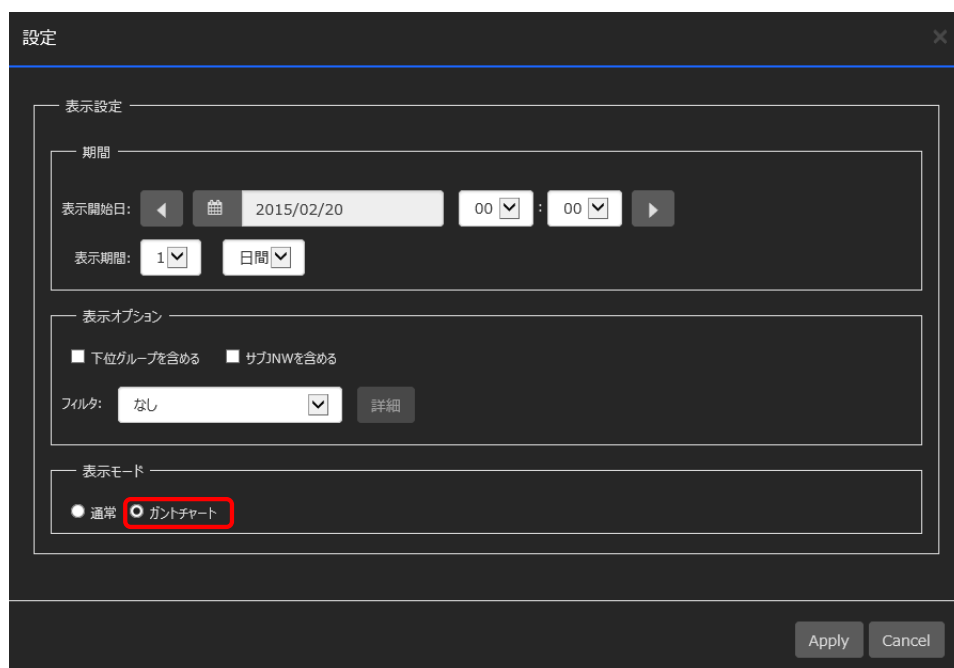 設定
表示設定
期間
表示開始日: 2015/02/20 00 : 00
表示期間: 1 日間
表示オプション
下位グループを含める サブJNWを含める
フィルタ: なし 詳細
表示モード
通常 ガントチャート
Apply Cancel